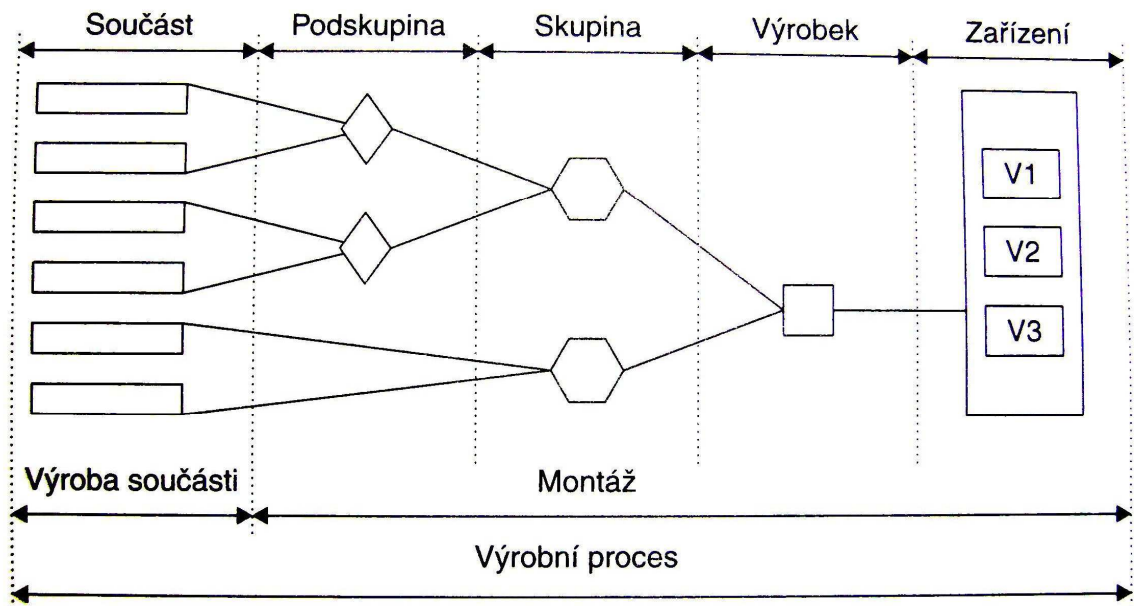 Součást Podskupina Skupina Výrobek Zařízení
V1
V2
V3
Výroba součásti Montáž
Výrobní proces